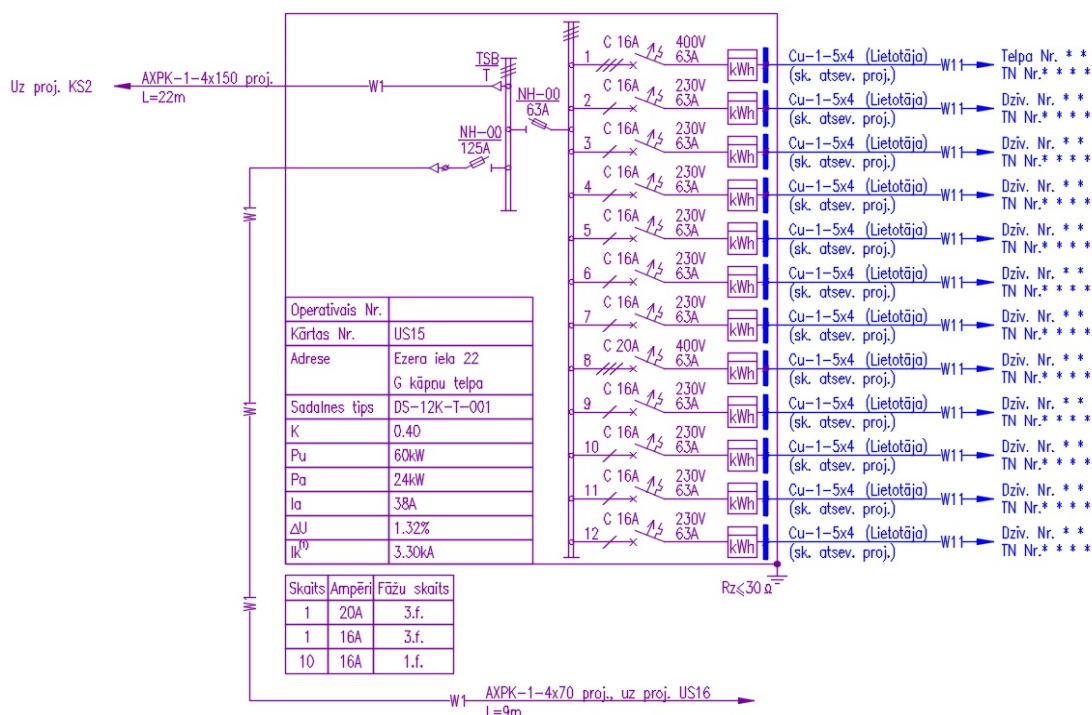 Uz proj. KS2
AXPK-1-4x150 proj.
L=22m
W1
TSB
T
NH-00
63A
NH-00
125A
W1
W1
W1
1 C 16A 400V 63A kWh Cu-1-5x4 (Lietotāja) (sk. atsev. proj.) W11 Telpa Nr. * * TN Nr.* * * *
2 C 16A 230V 63A kWh Cu-1-5x4 (Lietotāja) (sk. atsev. proj.) W11 Dzīv. Nr. * * TN Nr.* * * *
3 C 16A 230V 63A kWh Cu-1-5x4 (Lietotāja) (sk. atsev. proj.) W11 Dzīv. Nr. * * TN Nr.* * * *
4 C 16A 230V 63A kWh Cu-1-5x4 (Lietotāja) (sk. atsev. proj.) W11 Dzīv. Nr. * * TN Nr.* * * *
5 C 16A 230V 63A kWh Cu-1-5x4 (Lietotāja) (sk. atsev. proj.) W11 Dzīv. Nr. * * TN Nr.* * * *
6 C 16A 230V 63A kWh Cu-1-5x4 (Lietotāja) (sk. atsev. proj.) W11 Dzīv. Nr. * * TN Nr.* * * *
7 C 16A 230V 63A kWh Cu-1-5x4 (Lietotāja) (sk. atsev. proj.) W11 Dzīv. Nr. * * TN Nr.* * * *
8 C 20A 400V 63A kWh Cu-1-5x4 (Lietotāja) (sk. atsev. proj.) W11 Dzīv. Nr. * * TN Nr.* * * *
9 C 16A 230V 63A kWh Cu-1-5x4 (Lietotāja) (sk. atsev. proj.) W11 Dzīv. Nr. * * TN Nr.* * * *
10 C 16A 230V 63A kWh Cu-1-5x4 (Lietotāja) (sk. atsev. proj.) W11 Dzīv. Nr. * * TN Nr.* * * *
11 C 16A 230V 63A kWh Cu-1-5x4 (Lietotāja) (sk. atsev. proj.) W11 Dzīv. Nr. * * TN Nr.* * * *
12 C 16A 230V 63A kWh Cu-1-5x4 (Lietotāja) (sk. atsev. proj.) W11 Dzīv. Nr. * * TN Nr.* * * *
Operatīvais Nr.
Kārtas Nr. US15
Adrese Ezera iela 22
G kāpņu telpa
Sadalnes tips DS-12K-T-001
K 0.40
Pu 60kW
Pa 24kW
Ia 38A
ΔU 1.32%
Ik(1) 3.30kA
Rz≤30 Ω
Skaits Ampēri Fāžu skaits
1 20A 3.f.
1 16A 3.f.
10 16A 1.f.
W1 AXPK-1-4x70 proj., uz proj. US16
L=9m